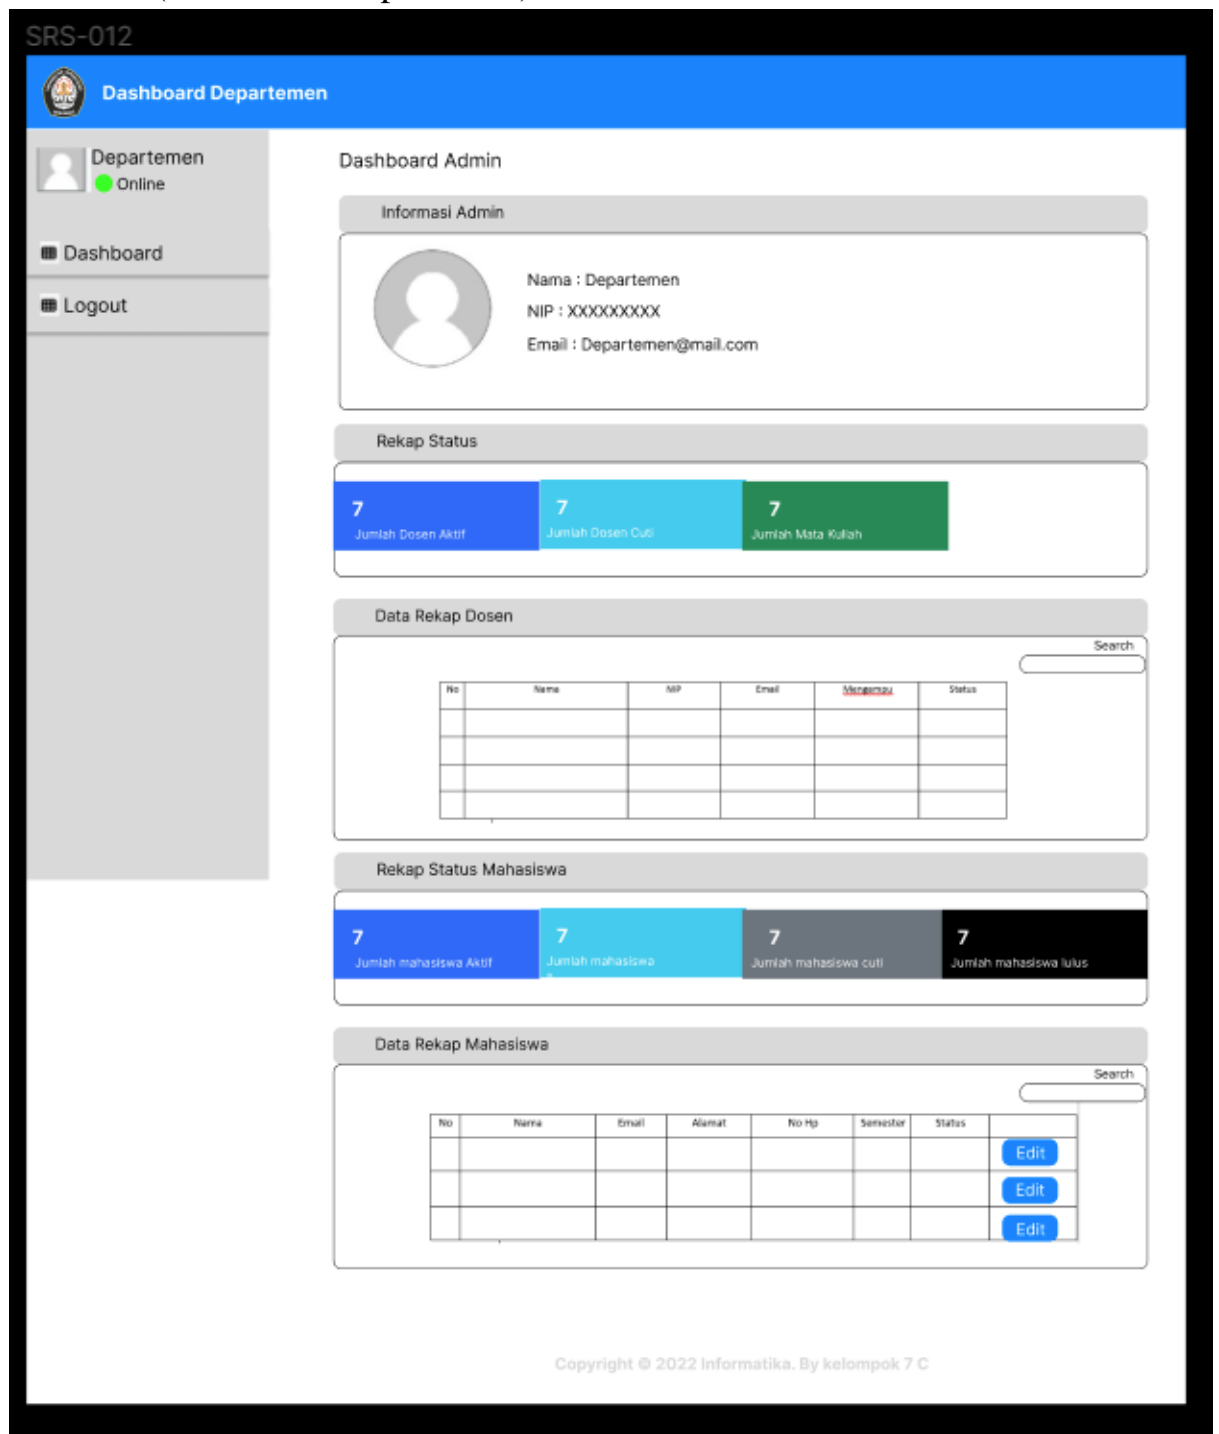 SRS-012
Dashboard Departemen
Departemen
Online
Dashboard
Logout
Dashboard Admin
Informasi Admin
Nama : Departemen
NIP : XXXXXXXXX
Email : Departemen@mail.com
Rekap Status
7 7 7
Jumlah Dosen Aktif Jumlah Dosen Cuti Jumlah Mata Kuliah
Data Rekap Dosen
Search
No Nama NIP Email Mengampu Status
Rekap Status Mahasiswa
7 7 7 7
Jumlah mahasiswa Aktif Jumlah mahasiswa Jumlah mahasiswa cuti Jumlah mahasiswa lulus
Data Rekap Mahasiswa
Search
No Nama Email Alamat No Hp Semester Status
Edit
Edit
Edit
Copyright © 2022 Informatika. By kelompok 7 C